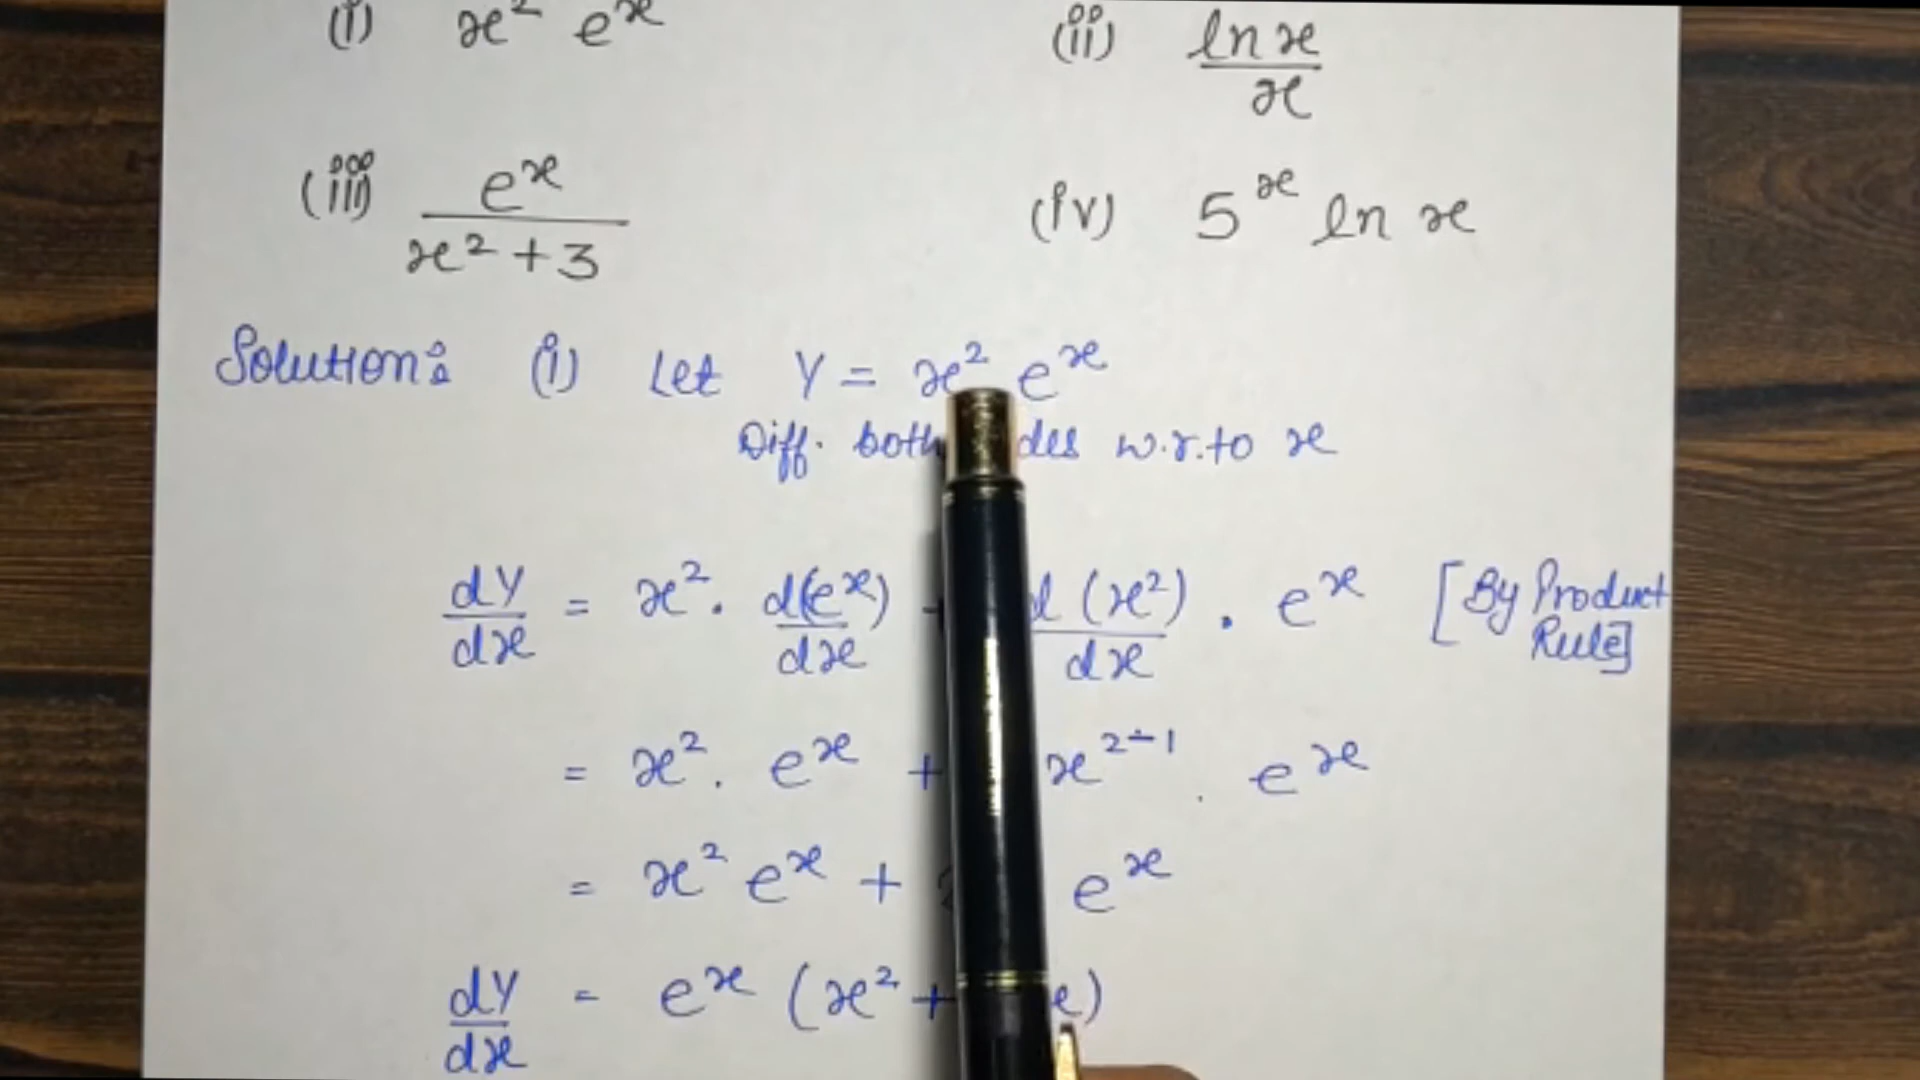 (i) x² eˣ (ii) ln x / x
(iii) eˣ / x² + 3 (iv) 5ˣ ln x
Solution: (i) Let Y = x² eˣ
Diff. both des w.r.to x
dY/dx = x² . d(eˣ)/dx d (x²)/dx . eˣ [By Product Rule]
= x² . eˣ + x²⁻¹ . eˣ
= x² eˣ + eˣ
dY/dx = eˣ (x² + )